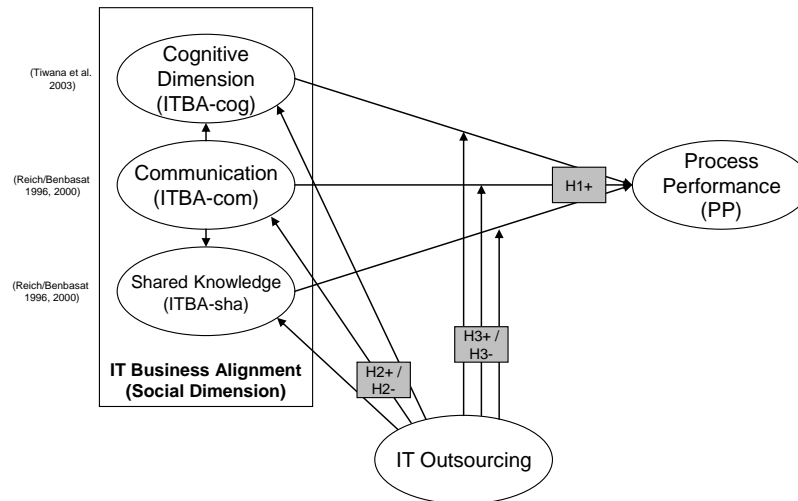 (Tiwana et al.
2003)
Cognitive
Dimension
(ITBA-cog)
(Reich/Benbasat
1996, 2000)
Communication
(ITBA-com)
(Reich/Benbasat
1996, 2000)
Shared Knowledge
(ITBA-sha)
IT Business Alignment
(Social Dimension)
H1+
Process
Performance
(PP)
H2+ /
H2-
H3+ /
H3-
IT Outsourcing